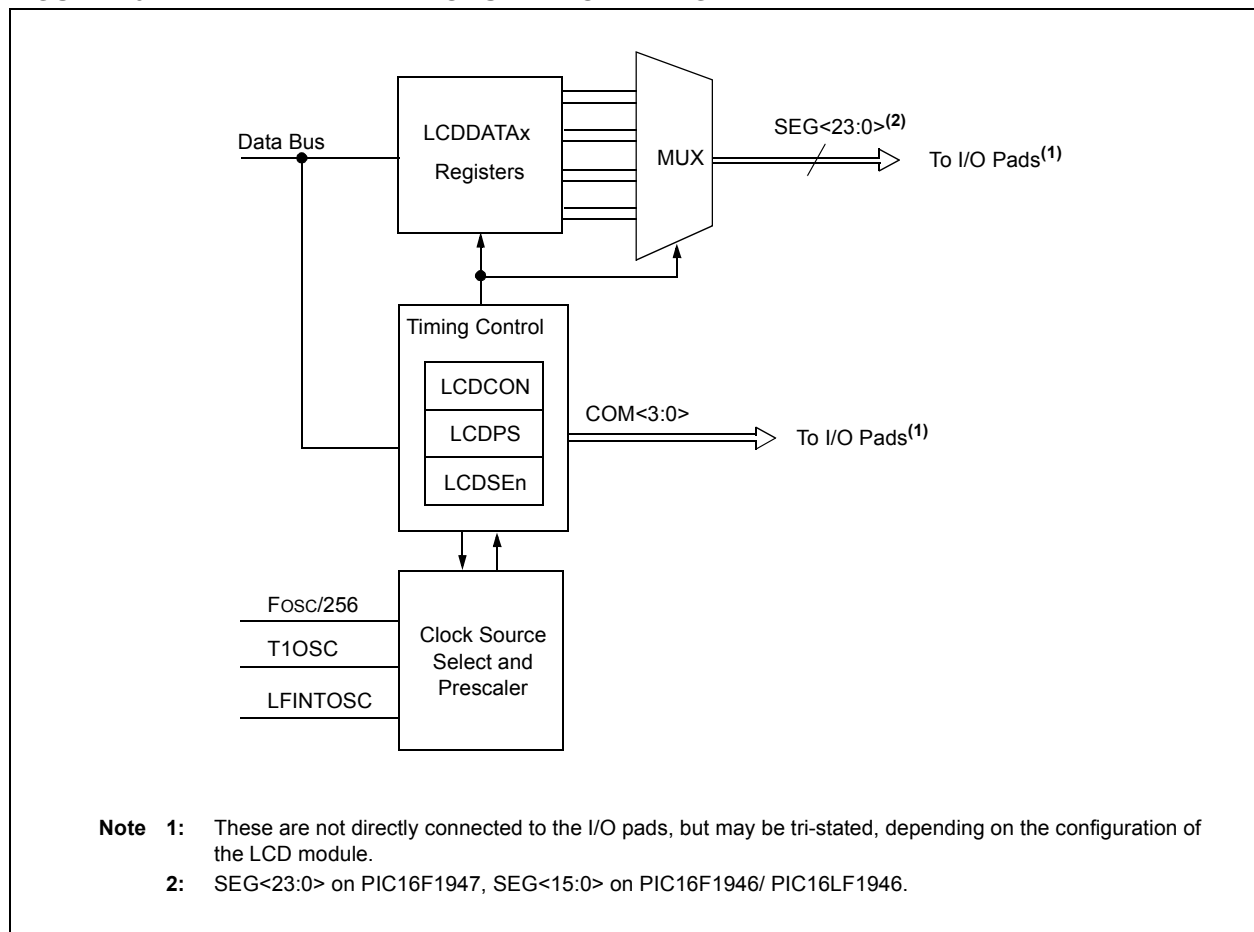 Data Bus
LCDDATAx
Registers
MUX
SEG<23:0>(2)
To I/O Pads(1)
Timing Control
LCDCON
LCDPS
LCDSEn
COM<3:0>
To I/O Pads(1)
FOSC/256
T1OSC
LFINTOSC
Clock Source
Select and
Prescaler
Note 1: These are not directly connected to the I/O pads, but may be tri-stated, depending on the configuration of
the LCD module.
2: SEG<23:0> on PIC16F1947, SEG<15:0> on PIC16F1946/ PIC16LF1946.